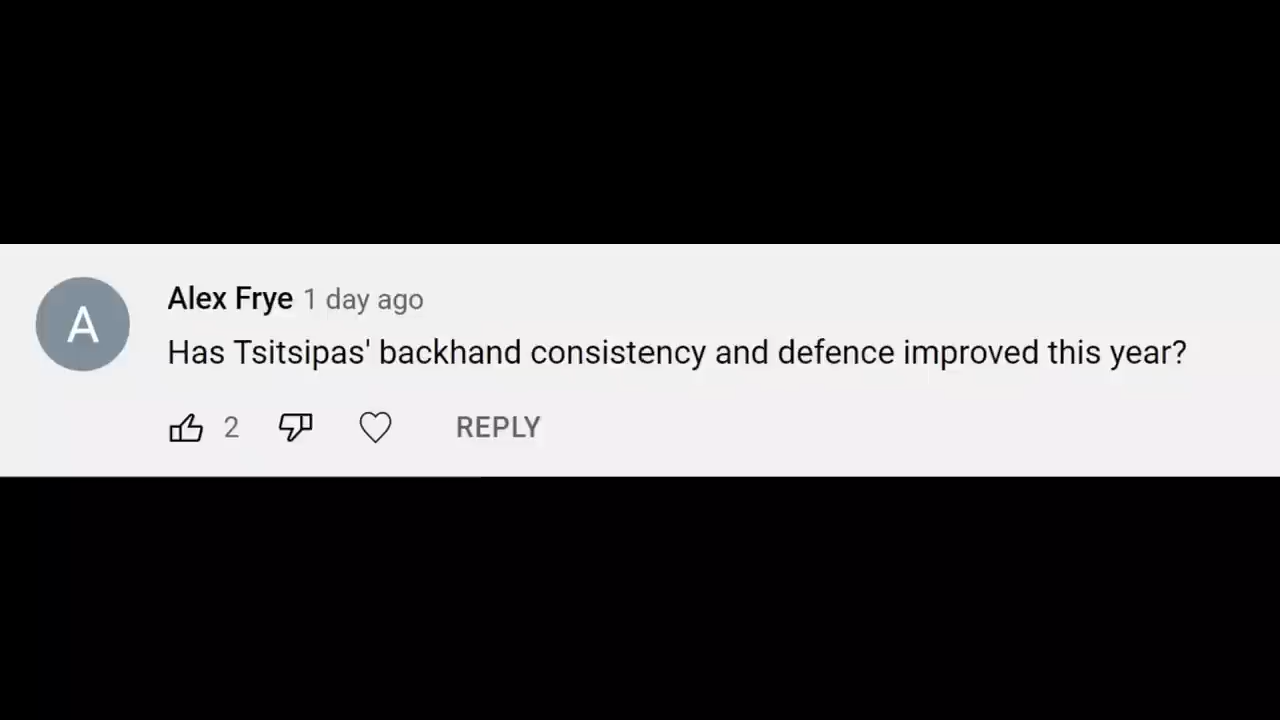 A
Alex Frye 1 day ago
Has Tsitsipas' backhand consistency and defence improved this year?
2 REPLY